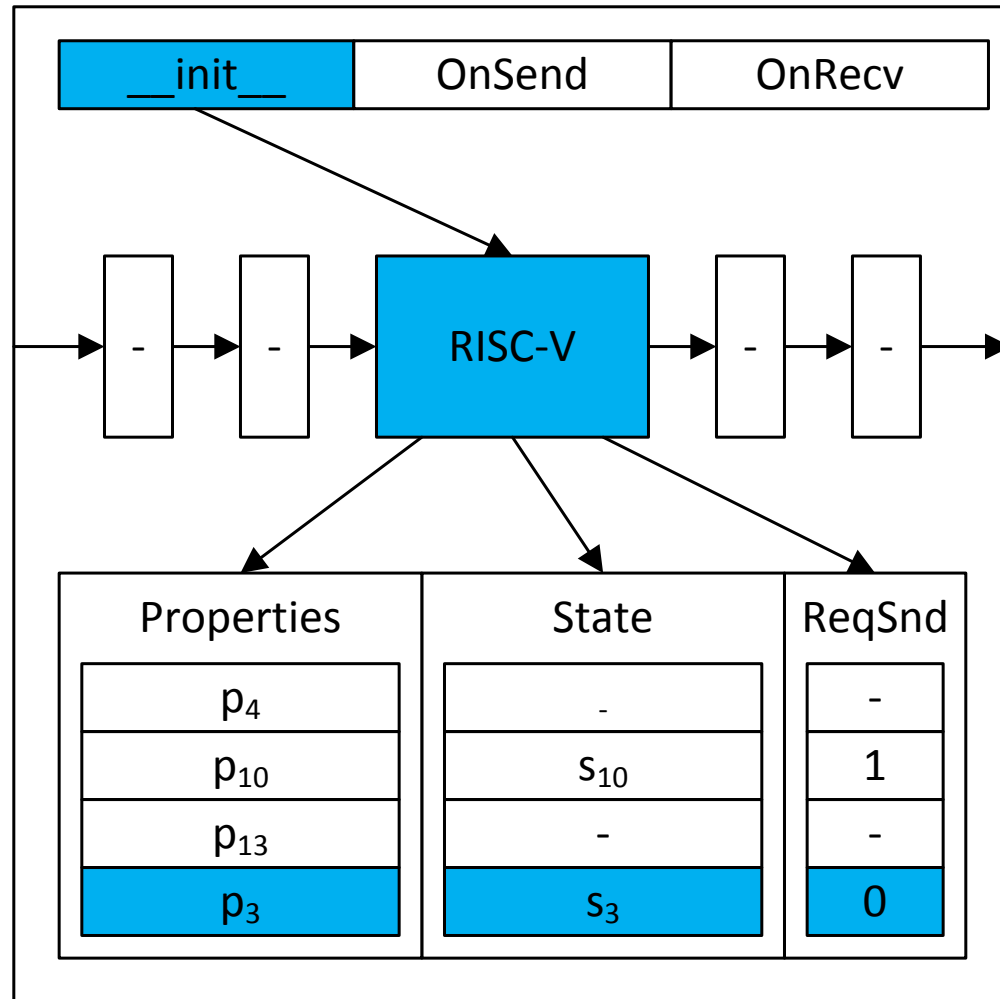 __init__ OnSend OnRecv
- - RISC-V - -
Properties State ReqSnd
p₄ - -
p₁₀ s₁₀ 1
p₁₃ - -
p₃ s₃ 0